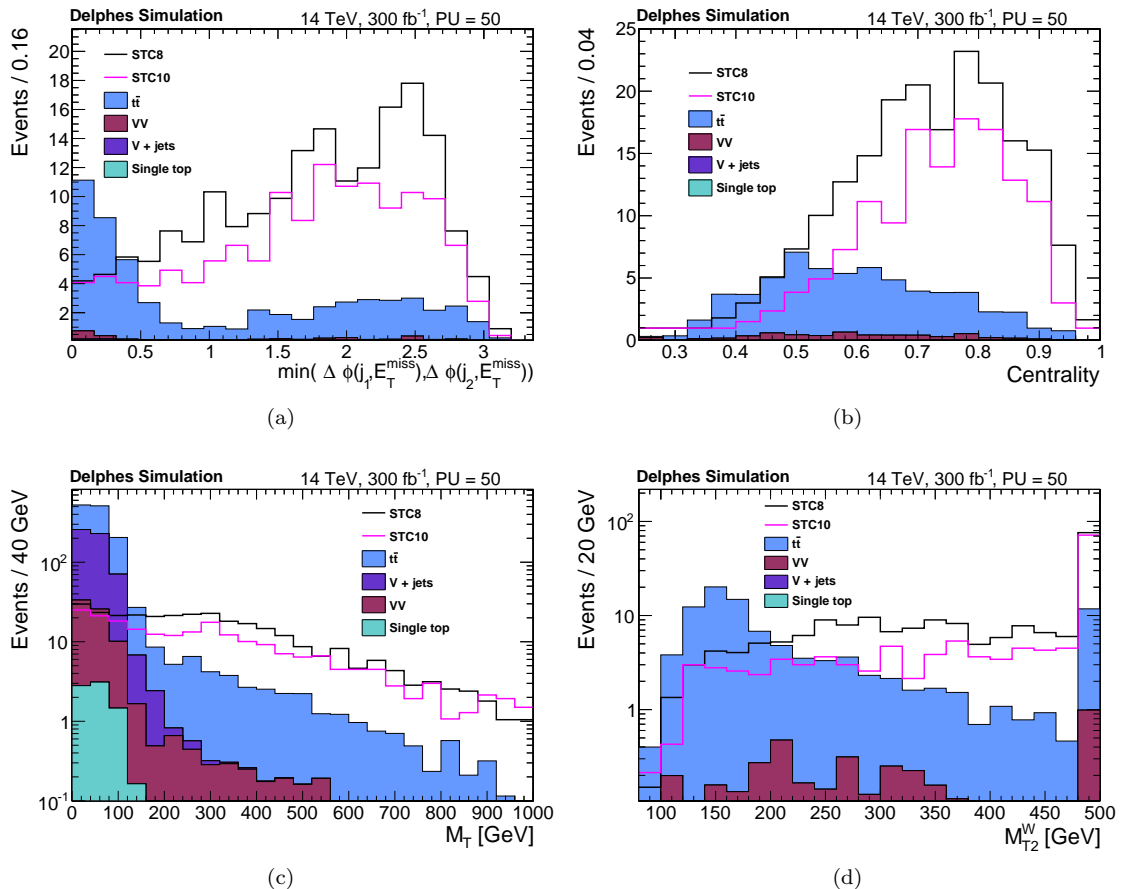 Delphes Simulation 14 TeV, 300 fb⁻¹, PU = 50
Events / 0.16
20
18
16
14
12
10
8
6
4
2
STC8
STC10
tt̄
VV
V + jets
Single top
0 0.5 1 1.5 2 2.5 3
min( Δ ϕ(j₁,E_T^miss),Δ ϕ(j₂,E_T^miss))
(a)
Delphes Simulation 14 TeV, 300 fb⁻¹, PU = 50
Events / 0.04
25
20
15
10
5
0
STC8
STC10
tt̄
VV
V + jets
Single top
0.3 0.4 0.5 0.6 0.7 0.8 0.9 1
Centrality
(b)
Delphes Simulation 14 TeV, 300 fb⁻¹, PU = 50
Events / 40 GeV
10²
10
1
10⁻¹
STC8
STC10
tt̄
V + jets
VV
Single top
0 100 200 300 400 500 600 700 800 900 1000
M_T [GeV]
(c)
Delphes Simulation 14 TeV, 300 fb⁻¹, PU = 50
Events / 20 GeV
10²
10
1
STC8
STC10
tt̄
VV
V + jets
Single top
100 150 200 250 300 350 400 450 500
M_T2^W [GeV]
(d)